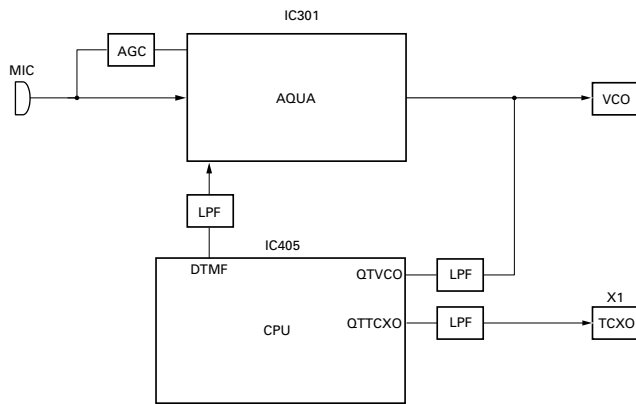 IC301
AGC
MIC
AQUA
VCO
LPF
IC405
DTMF
QTVCO
LPF
X1
QTTCXO
LPF
TCXO
CPU